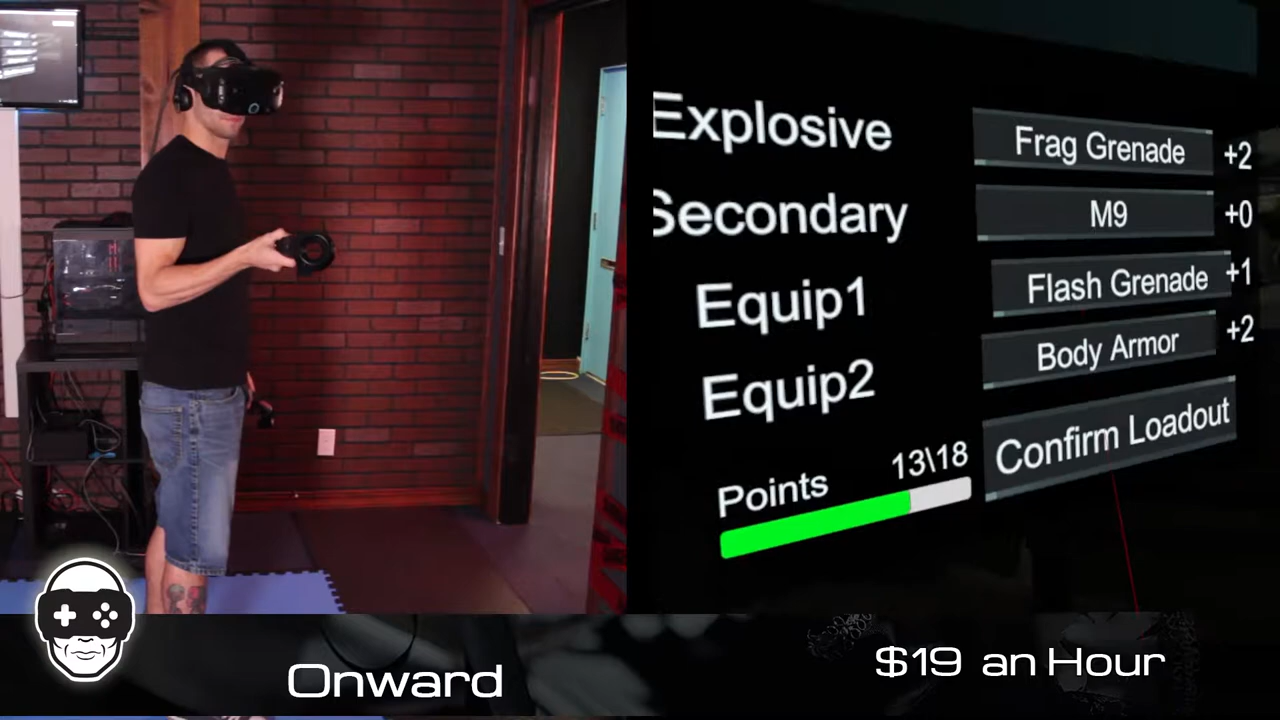 Explosive
Frag Grenade
+2
Secondary
M9
+0
Equip1
Flash Grenade
+1
Equip2
Body Armor
+2
Points
13\18
Confirm Loadout
Onward
$19 an Hour